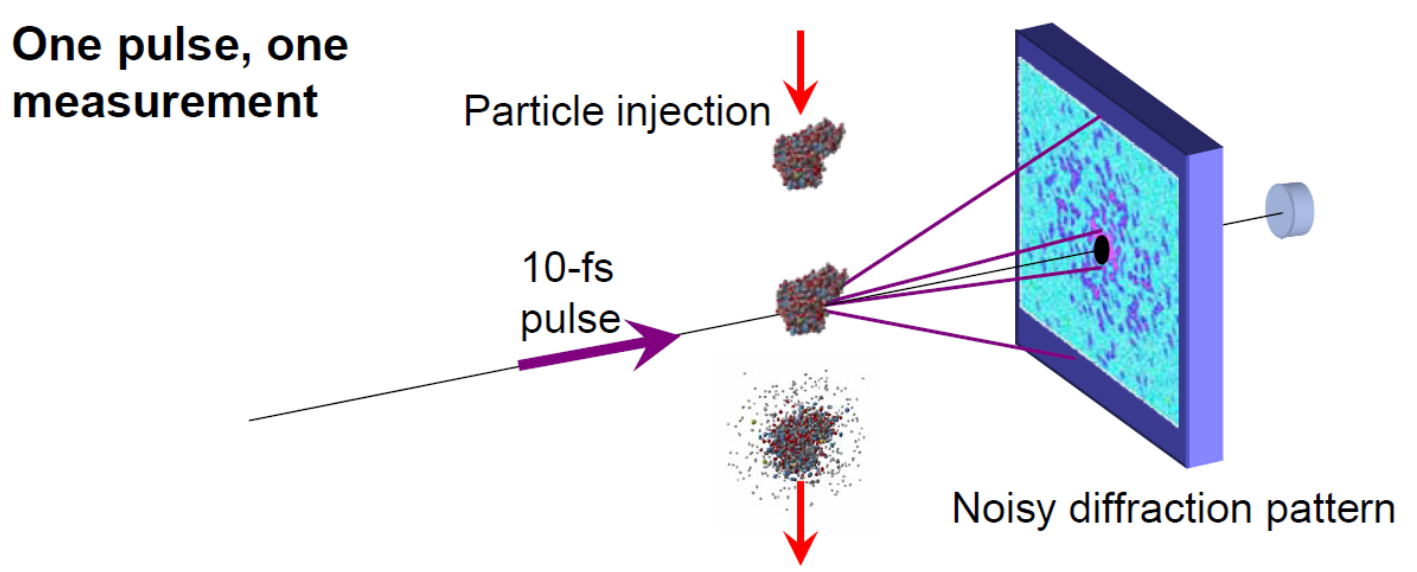 One pulse, one
measurement
Particle injection
10-fs
pulse
Noisy diffraction pattern